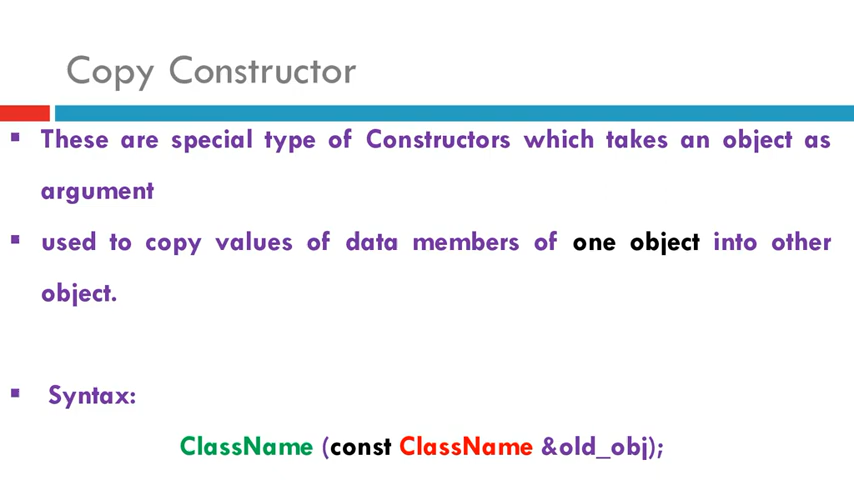 Copy Constructor
▪ These are special type of Constructors which takes an object as
argument
▪ used to copy values of data members of one object into other
object.
▪ Syntax:
ClassName (const ClassName &old_obj);